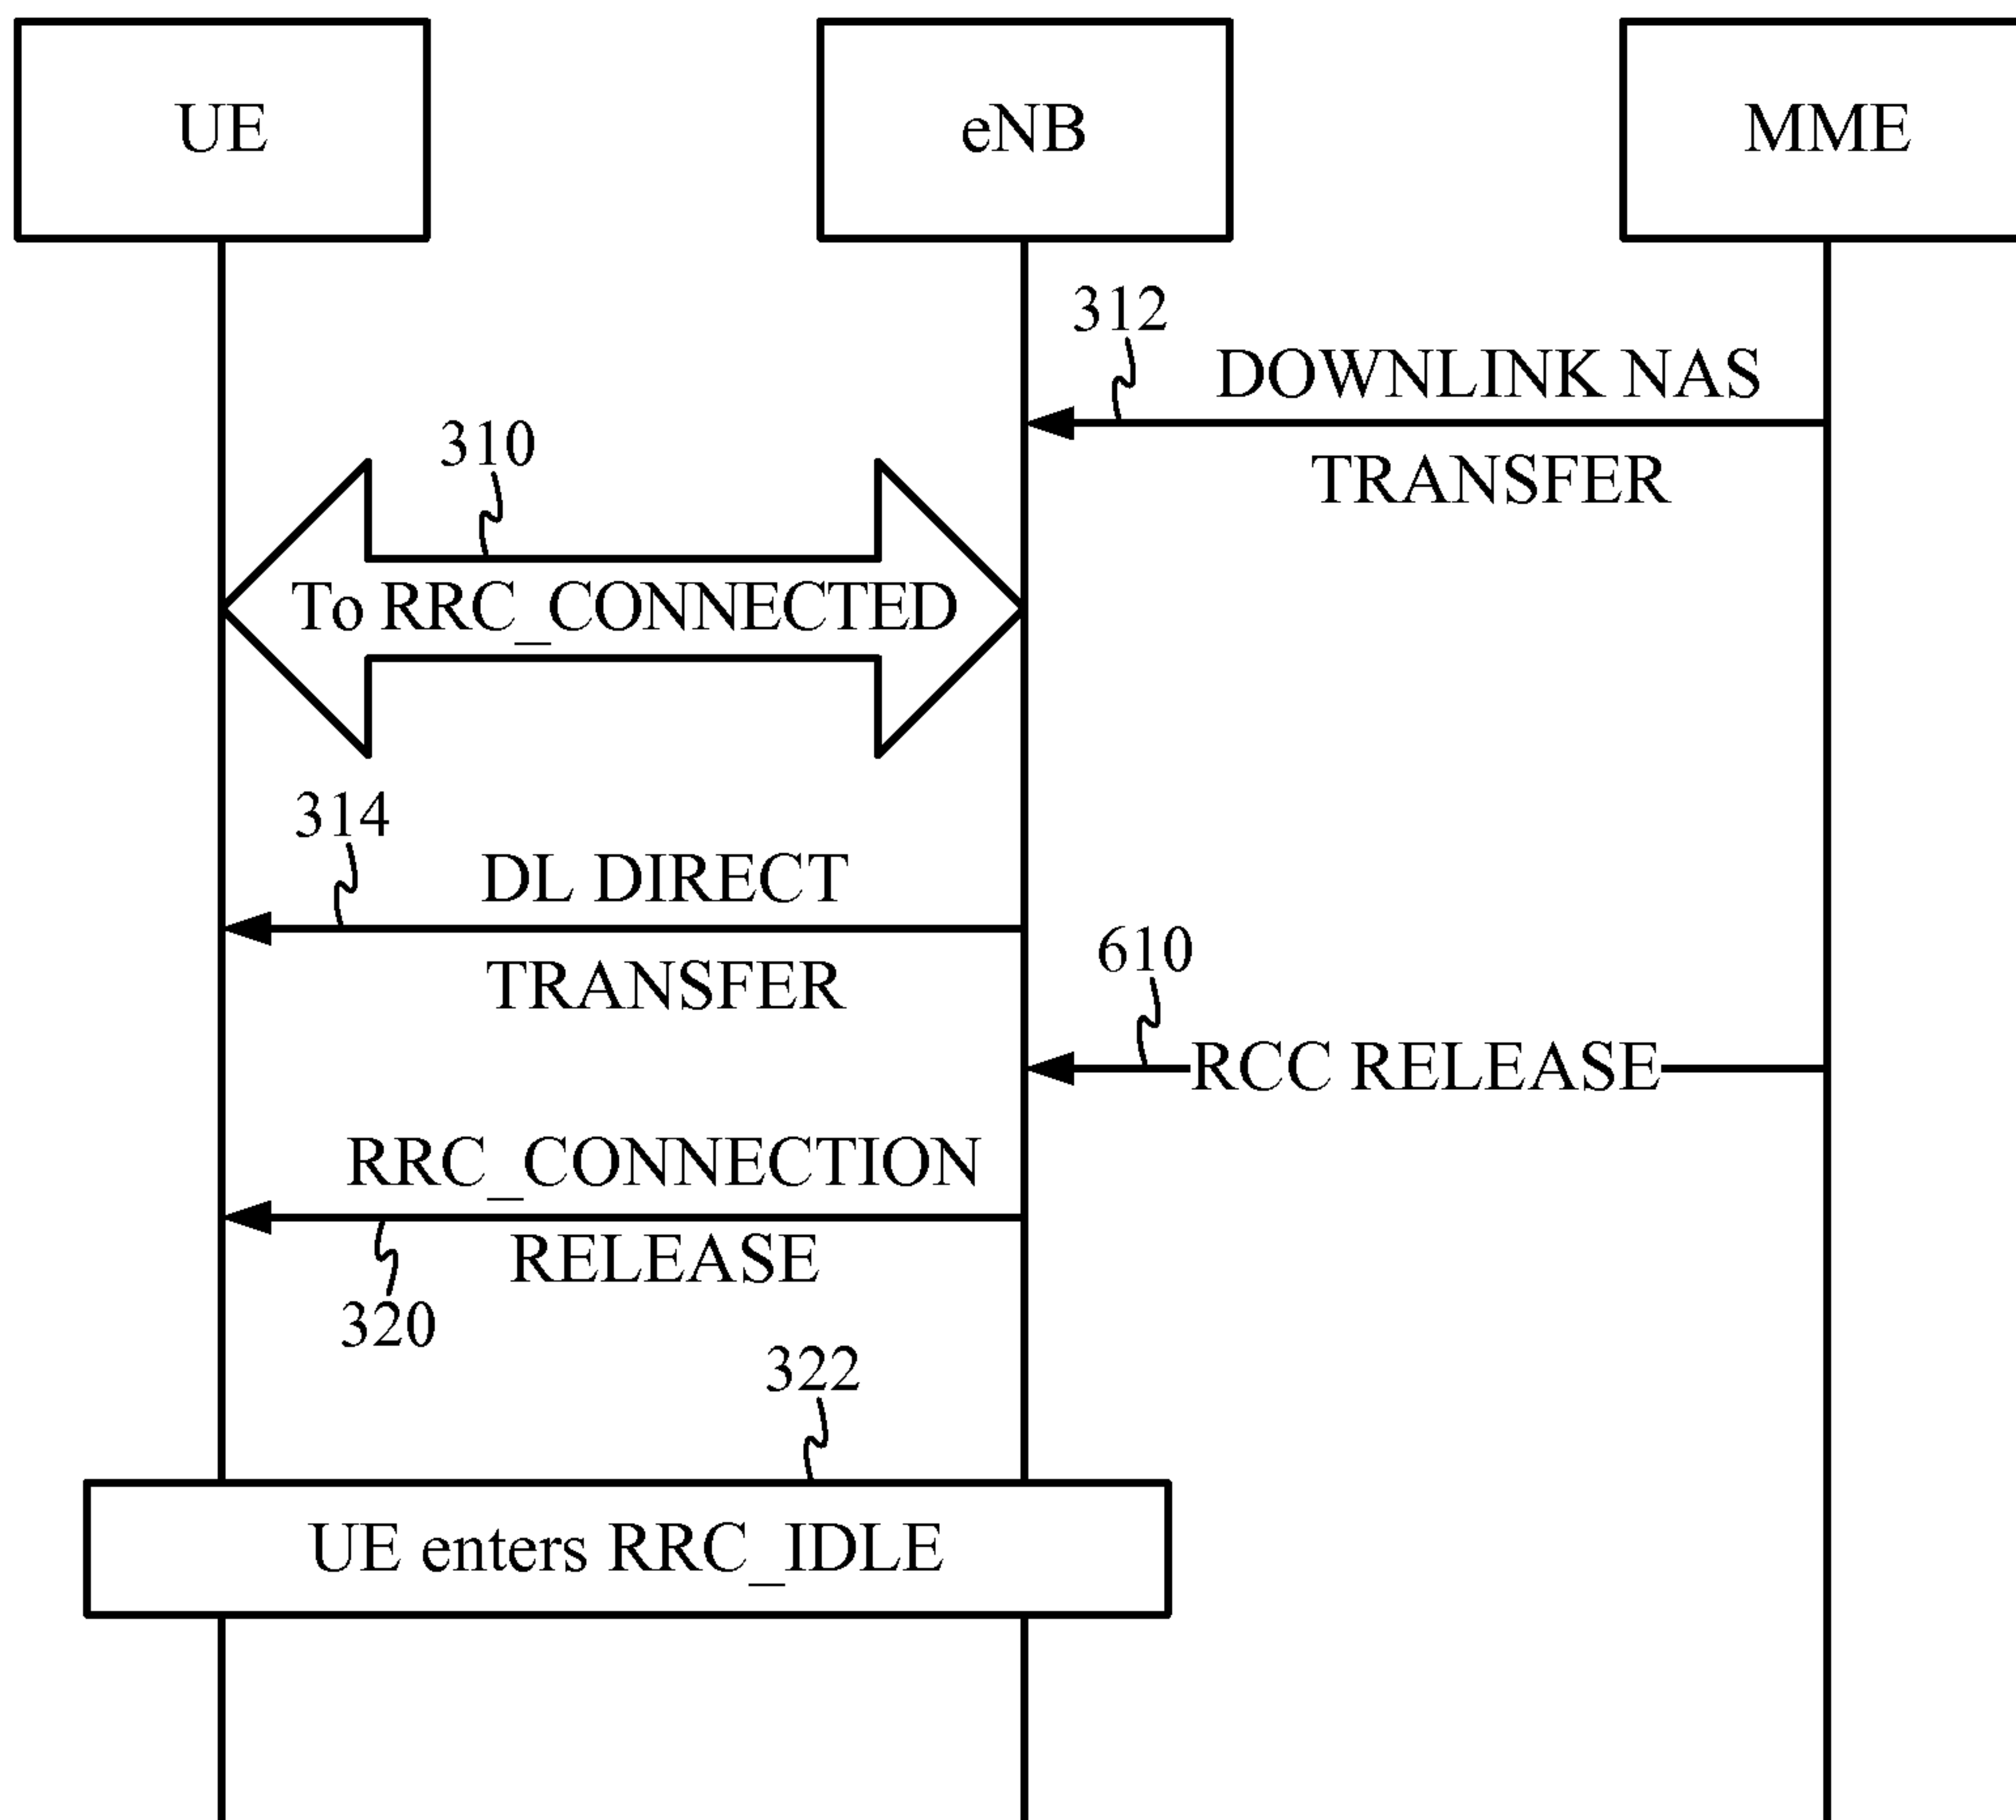 UE
eNB
MME
312
DOWNLINK NAS
TRANSFER
310
To RRC_CONNECTED
314
DL DIRECT
TRANSFER
610
RCC RELEASE
RRC_CONNECTION
RELEASE
320
322
UE enters RRC_IDLE